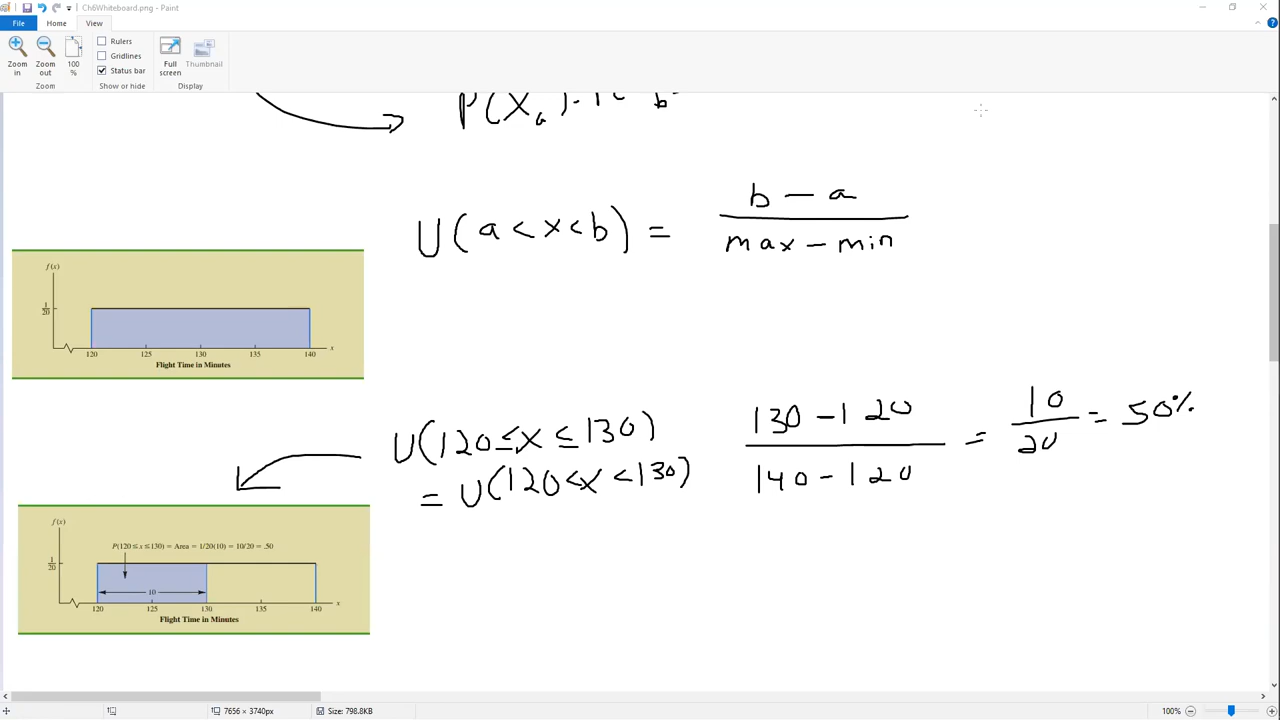 Ch6Whiteboard.png - Paint
File Home View
Zoom in
Zoom out
100 %
Rulers
Gridlines
Status bar
Full screen
Thumbnail
Zoom
Show or hide
Display
P(Xa)
b
U(a < x < b) = b - a / max - min
f(x)
1/20
120 125 130 135 140 x
Flight Time in Minutes
U(120 ≤ x ≤ 130) 130 - 120 / 140 - 120 = 10/20 = 50%
= U(120 < x < 130)
f(x)
P(120 ≤ x ≤ 130) = Area = 1/20(10) = 10/20 = .50
1/20
10
120 125 130 135 140 x
Flight Time in Minutes
7656 × 3740px
Size: 798.8KB
100%